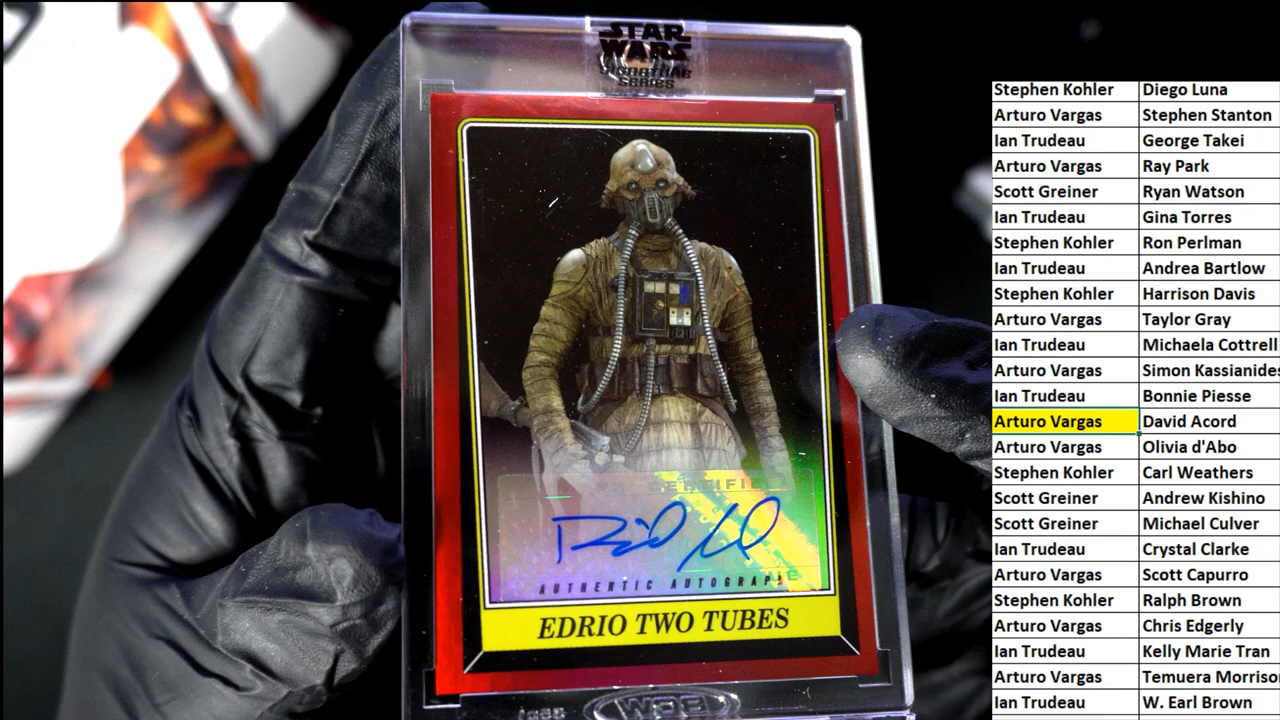 STAR
WARS
SIGNATURE
SERIES
CERTIFIED
AUTHENTIC AUTOGRAPH
EDRIO TWO TUBES
Stephen Kohler Diego Luna
Arturo Vargas Stephen Stanton
Ian Trudeau George Takei
Arturo Vargas Ray Park
Scott Greiner Ryan Watson
Ian Trudeau Gina Torres
Stephen Kohler Ron Perlman
Ian Trudeau Andrea Bartlow
Stephen Kohler Harrison Davis
Arturo Vargas Taylor Gray
Ian Trudeau Michaela Cottrell
Arturo Vargas Simon Kassianides
Ian Trudeau Bonnie Piesse
Arturo Vargas David Acord
Arturo Vargas Olivia d'Abo
Stephen Kohler Carl Weathers
Scott Greiner Andrew Kishino
Scott Greiner Michael Culver
Ian Trudeau Crystal Clarke
Arturo Vargas Scott Capurro
Stephen Kohler Ralph Brown
Arturo Vargas Chris Edgerly
Ian Trudeau Kelly Marie Tran
Arturo Vargas Temuera Morriso
Ian Trudeau W. Earl Brown